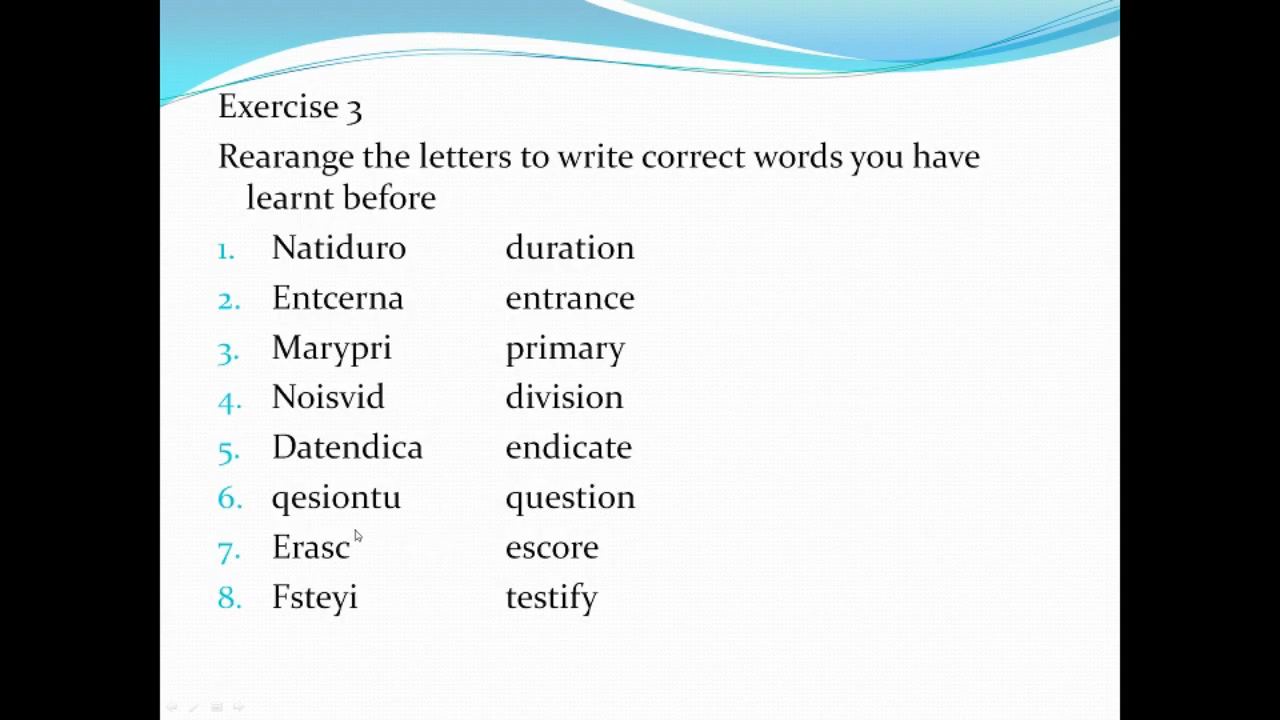 Exercise 3
Rearange the letters to write correct words you have
learnt before
1. Natiduro duration
2. Entcerna entrance
3. Marypri primary
4. Noisvid division
5. Datendica endicate
6. qesiontu question
7. Erasc escore
8. Fsteyi testify